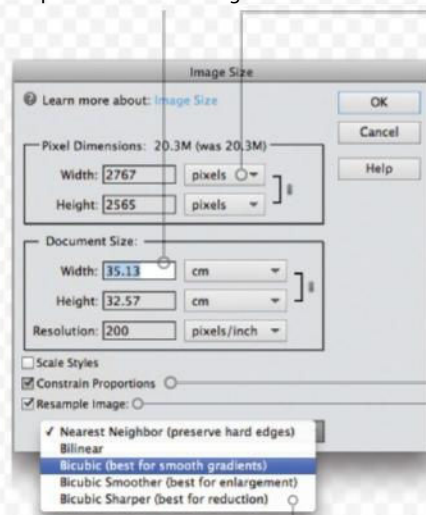 Image Size
Learn more about: Image Size
OK
Cancel
Help
Pixel Dimensions: 20.3M (was 20.3M)
Width: 2767 pixels
Height: 2565 pixels
Document Size:
Width: 35.13 cm
Height: 32.57 cm
Resolution: 200 pixels/inch
Scale Styles
Constrain Proportions
Resample Image:
✓ Nearest Neighbor (preserve hard edges)
Bilinear
Bicubic (best for smooth gradients)
Bicubic Smoother (best for enlargement)
Bicubic Sharper (best for reduction)